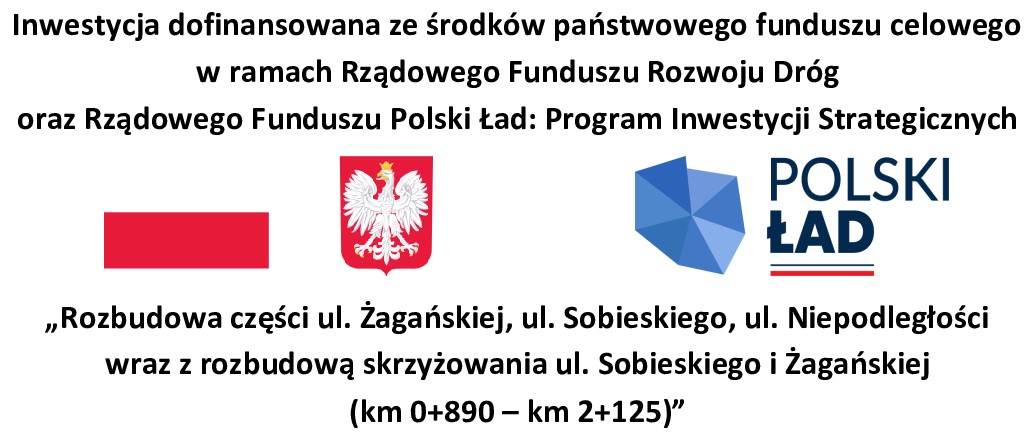 Inwestycja dofinansowana ze środków państwowego funduszu celowego
w ramach Rządowego Funduszu Rozwoju Dróg
oraz Rządowego Funduszu Polski Ład: Program Inwestycji Strategicznych
POLSKI
ŁAD
„Rozbudowa części ul. Żagańskiej, ul. Sobieskiego, ul. Niepodległości
wraz z rozbudową skrzyżowania ul. Sobieskiego i Żagańskiej
(km 0+890 – km 2+125)”